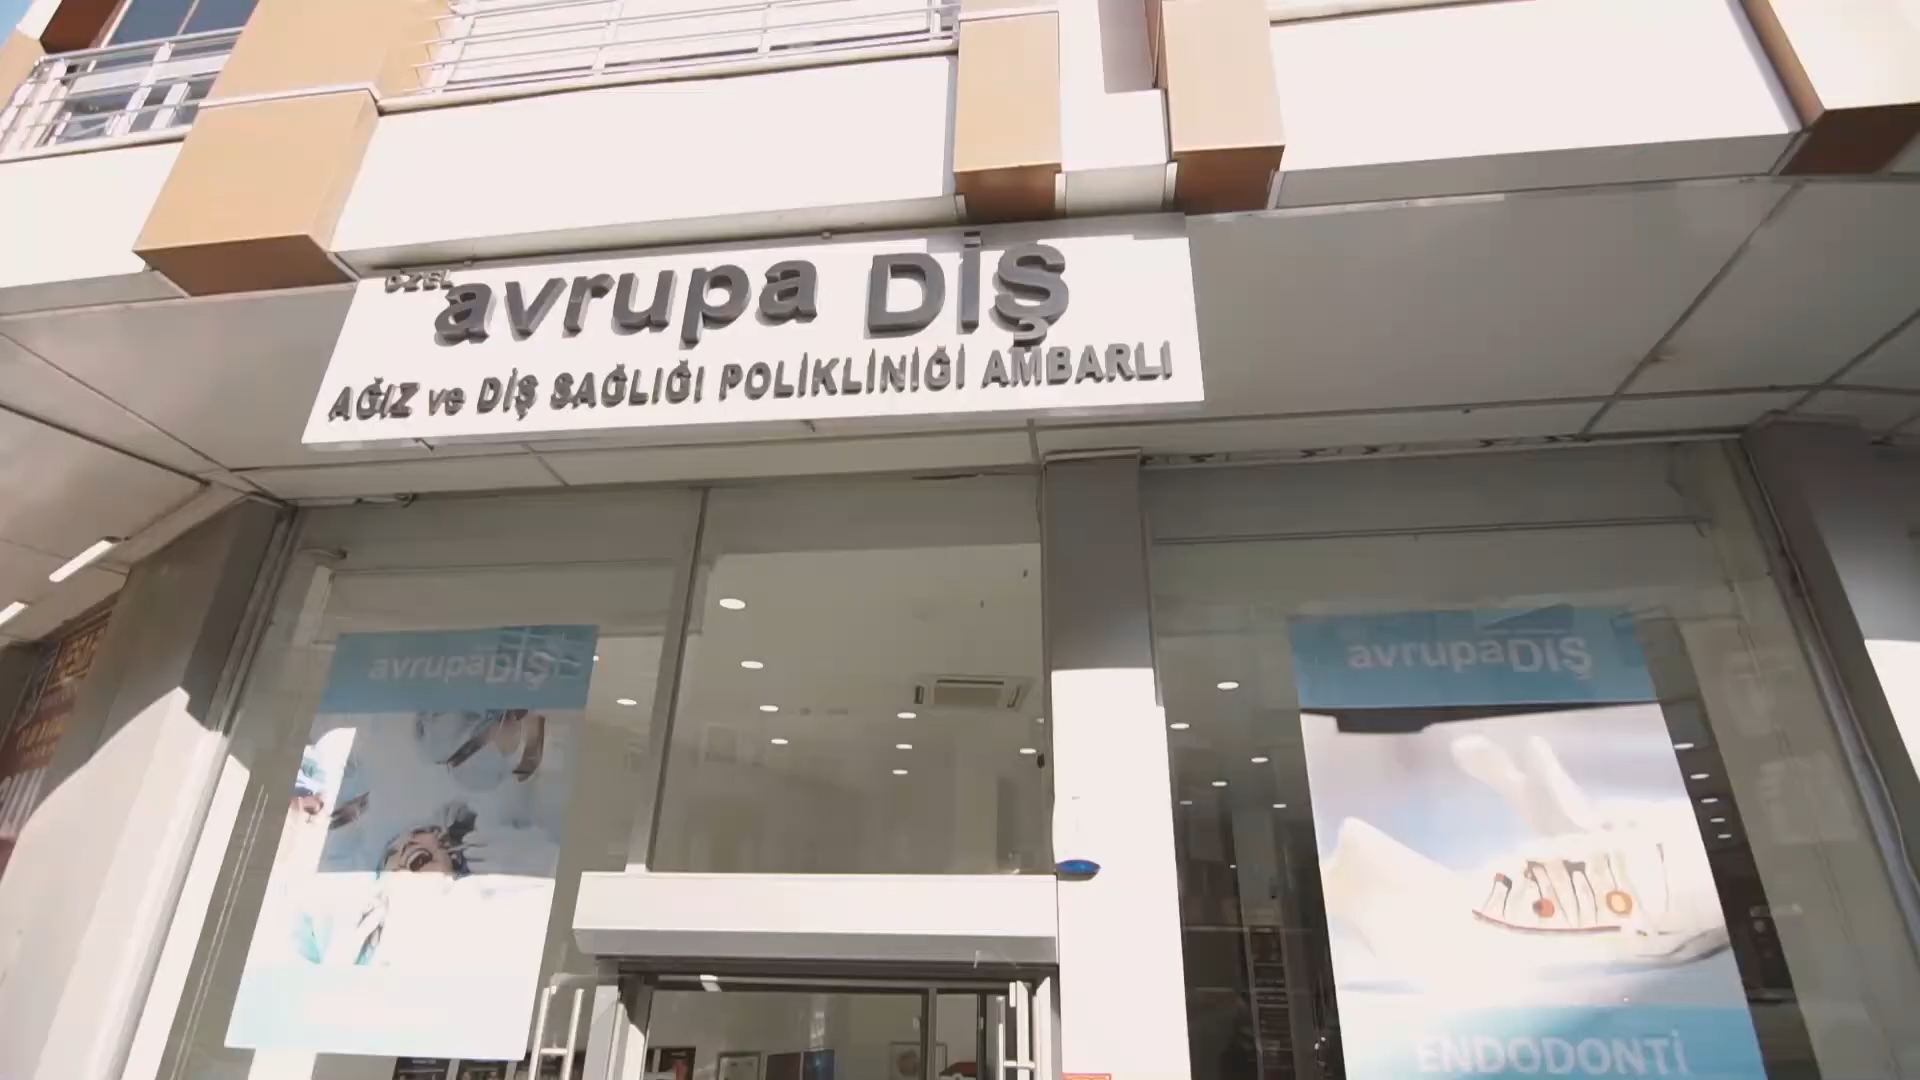 ÖZEL
avrupa DİŞ
AĞIZ ve DİŞ SAĞLIĞI POLİKLİNİĞİ AMBARLI
avrupaDİŞ
avrupaDİŞ
ENDODONTİ